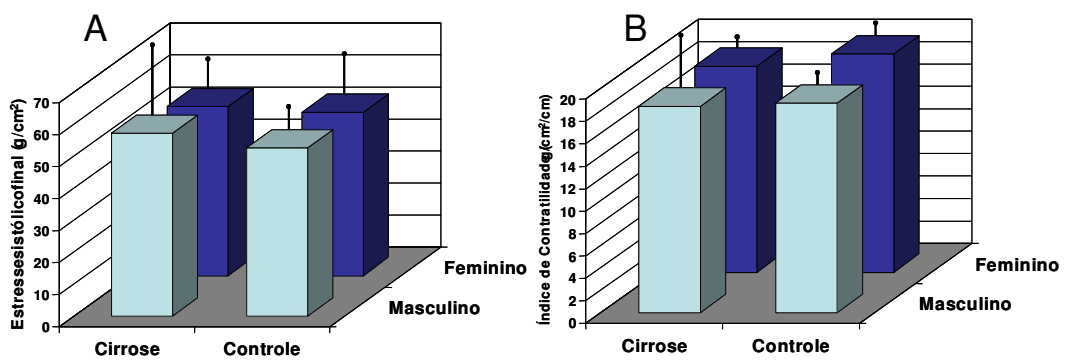 A
Estressesistólicofinal (g/cm²)
70
60
50
40
30
20
10
0
Cirrose
Controle
Masculino
Feminino
B
Índice de Contratilidade(g/cm²/cm)
20
18
16
14
12
10
8
6
4
2
0
Cirrose
Controle
Masculino
Feminino